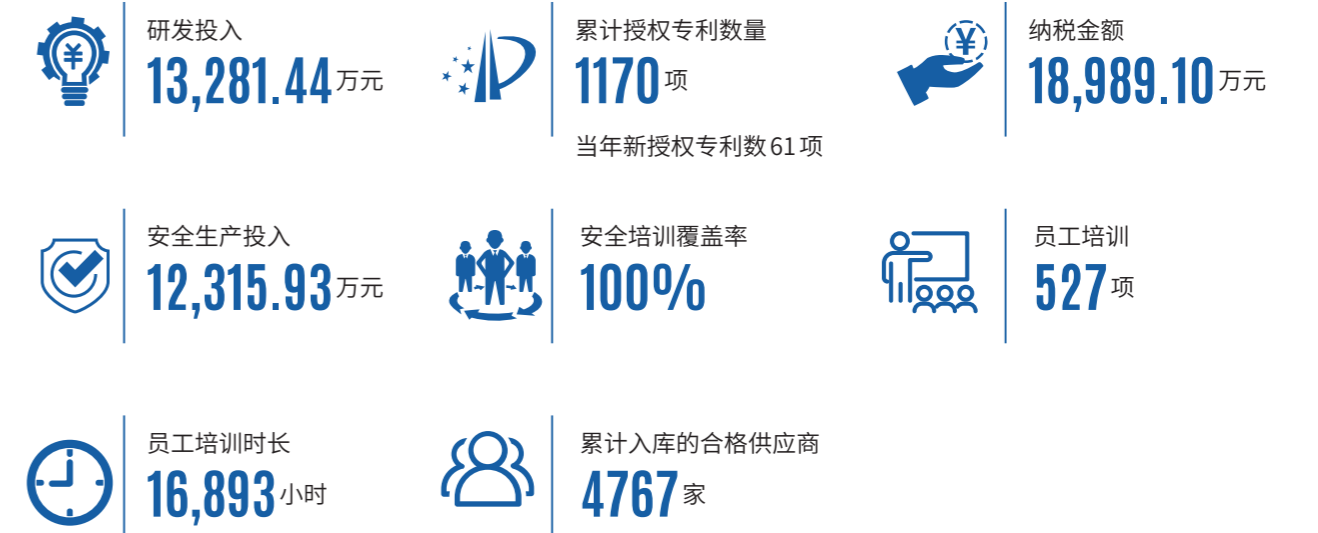 研发投入
13,281.44万元
累计授权专利数量
1170项
当年新授权专利数61项
纳税金额
18,989.10万元
安全生产投入
12,315.93万元
安全培训覆盖率
100%
员工培训
527项
员工培训时长
16,893小时
累计入库的合格供应商
4767家